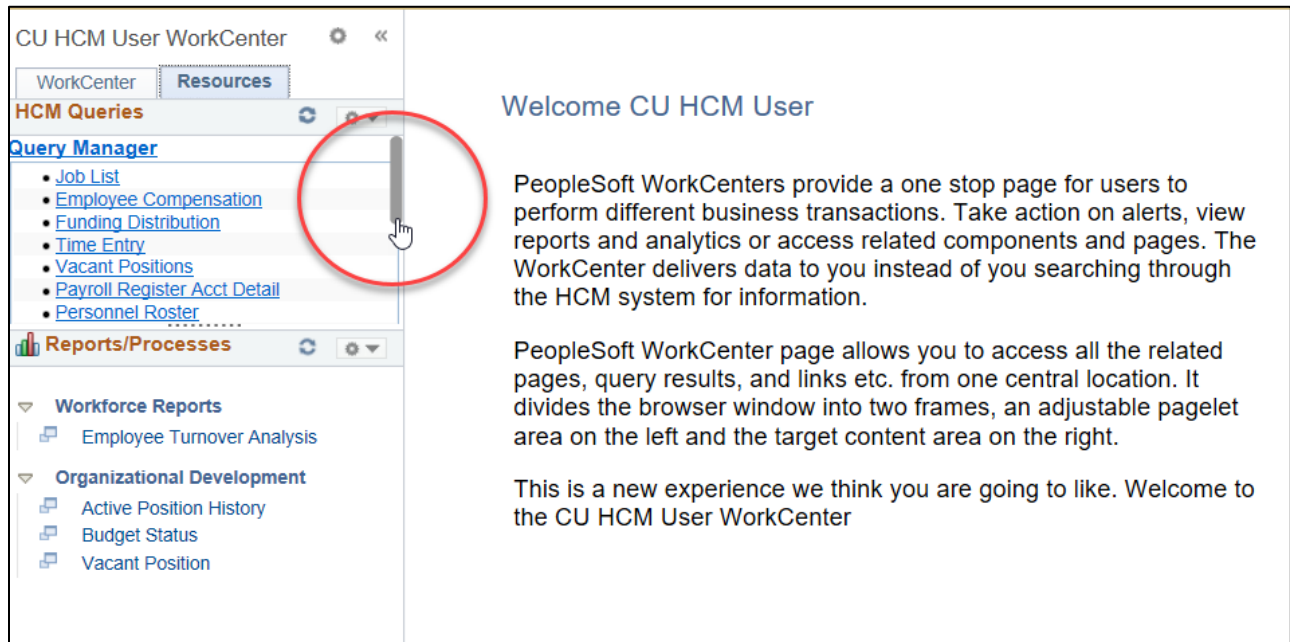 CU HCM User WorkCenter
WorkCenter Resources
HCM Queries
Query Manager
• Job List
• Employee Compensation
• Funding Distribution
• Time Entry
• Vacant Positions
• Payroll Register Acct Detail
• Personnel Roster
Reports/Processes
Workforce Reports
Employee Turnover Analysis
Organizational Development
Active Position History
Budget Status
Vacant Position
Welcome CU HCM User
PeopleSoft WorkCenters provide a one stop page for users to
perform different business transactions. Take action on alerts, view
reports and analytics or access related components and pages. The
WorkCenter delivers data to you instead of you searching through
the HCM system for information.
PeopleSoft WorkCenter page allows you to access all the related
pages, query results, and links etc. from one central location. It
divides the browser window into two frames, an adjustable pagelet
area on the left and the target content area on the right.
This is a new experience we think you are going to like. Welcome to
the CU HCM User WorkCenter